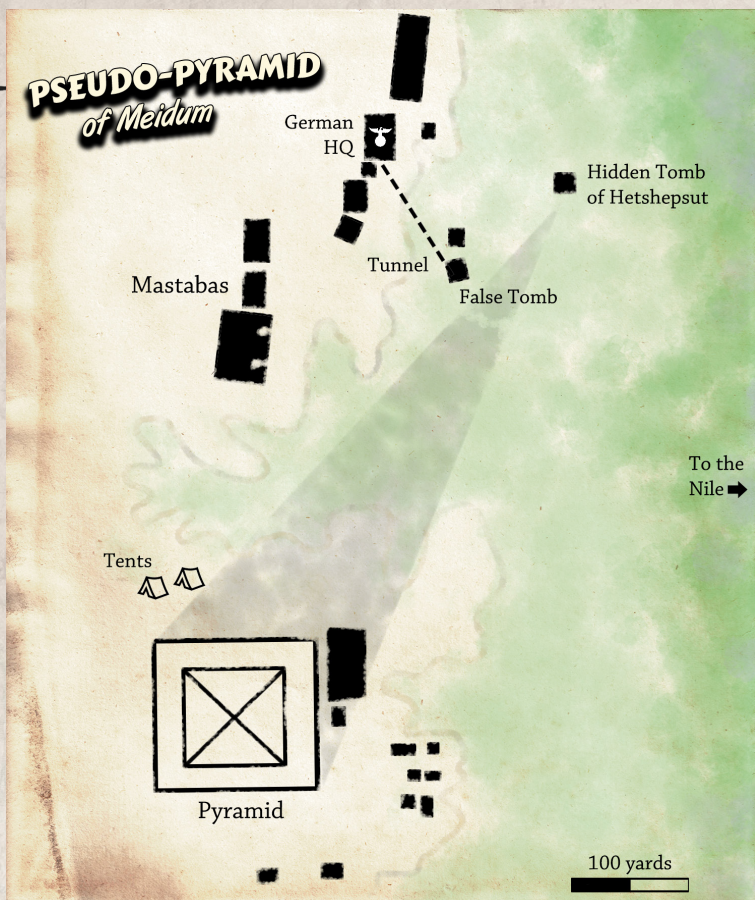 PSEUDO-PYRAMID
of Meidum
German
HQ
Hidden Tomb
of Hetshepsut
Tunnel
False Tomb
Mastabas
To the
Nile
Tents
Pyramid
100 yards